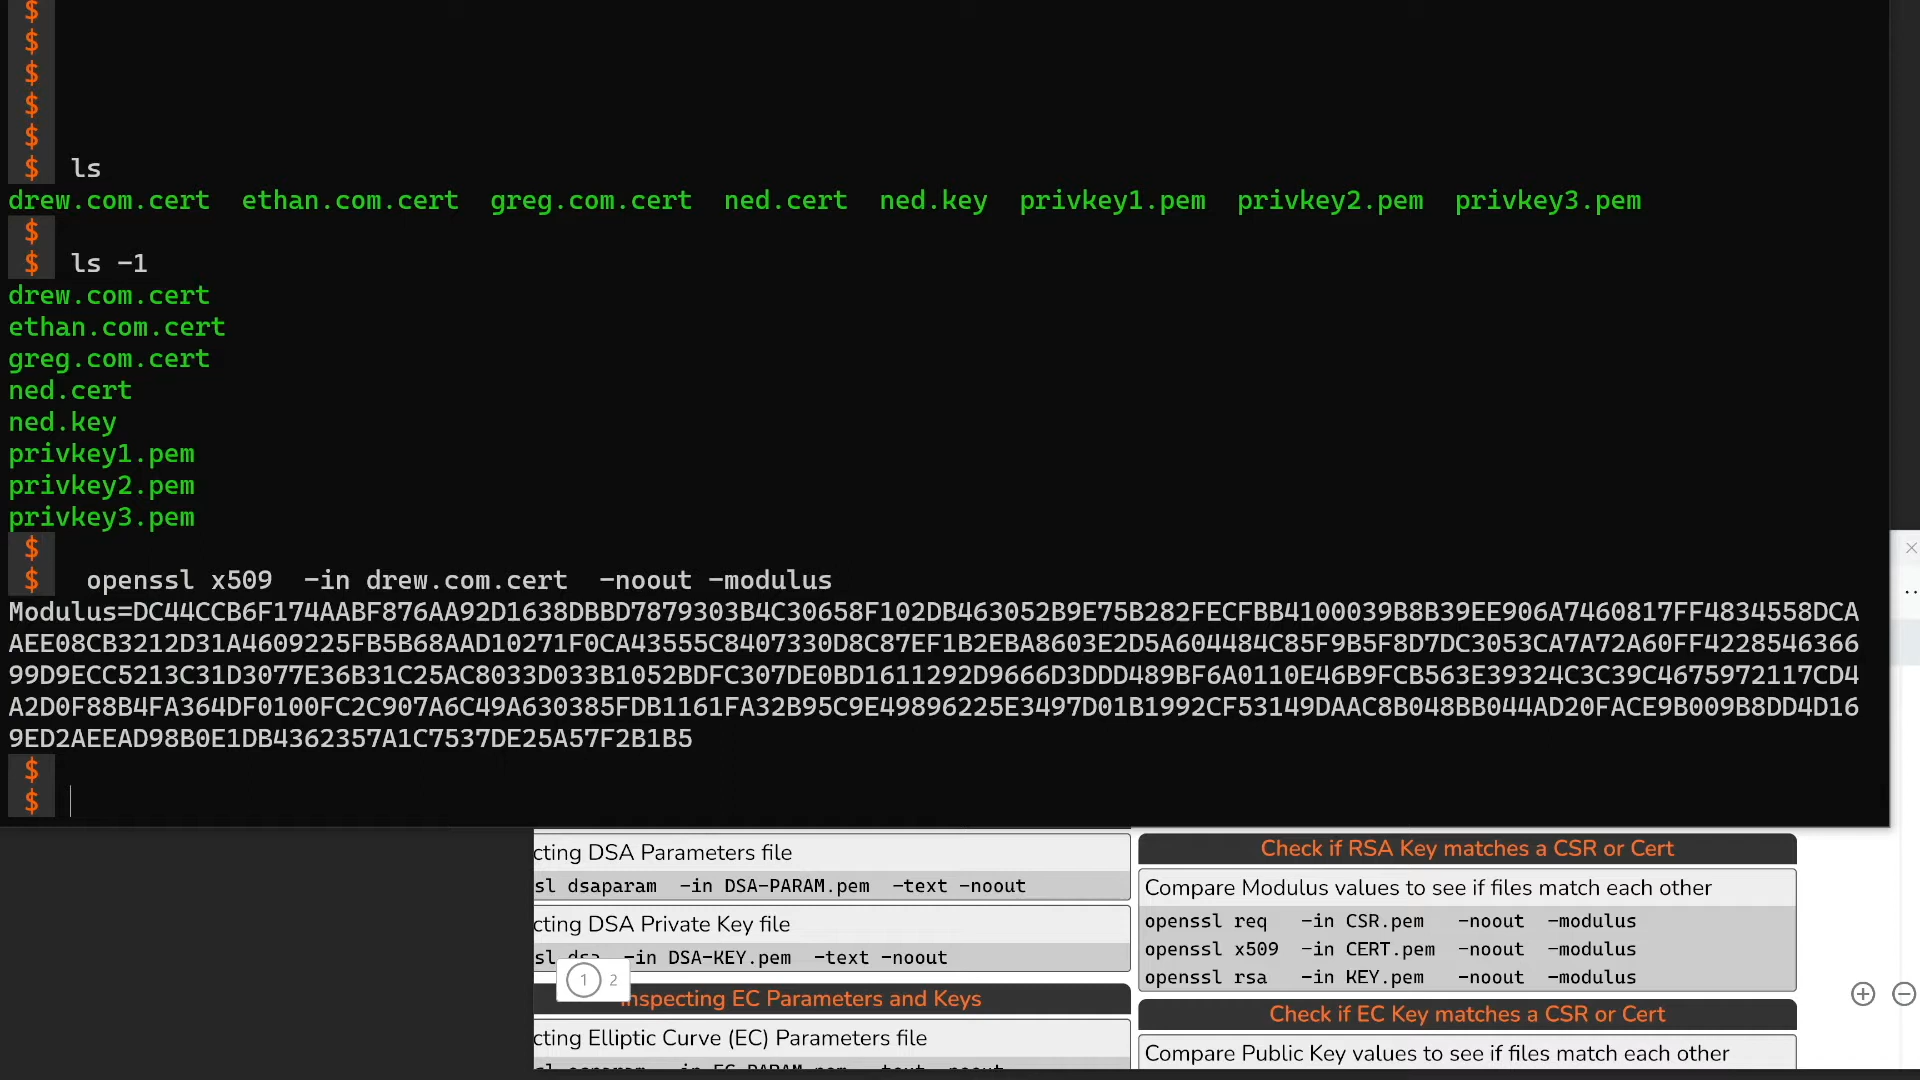 $
$
$
$
$
$ ls
drew.com.cert ethan.com.cert greg.com.cert ned.cert ned.key privkey1.pem privkey2.pem privkey3.pem
$
$ ls -1
drew.com.cert
ethan.com.cert
greg.com.cert
ned.cert
ned.key
privkey1.pem
privkey2.pem
privkey3.pem
$
$ openssl x509 -in drew.com.cert -noout -modulus
Modulus=DC44CCB6F174AABF876AA92D1638DBBD7879303B4C30658F102DB463052B9E75B282FECFBB4100039B8B39EE906A7460817FF4834558DCA
AEE08CB3212D31A4609225FB5B68AAD10271F0CA43555C8407330D8C87EF1B2EBA8603E2D5A604484C85F9B5F8D7DC3053CA7A72A60FF4228546366
99D9ECC5213C31D3077E36B31C25AC8033D033B1052BDFC307DE0BD1611292D9666D3DDD489BF6A0110E46B9FCB563E39324C3C39C4675972117CD4
A2D0F88B4FA364DF0100FC2C907A6C49A630385FDB1161FA32B95C9E49896225E3497D01B1992CF53149DAAC8B048BB044AD20FACE9B009B8DD4D16
9ED2AEEAD98B0E1DB4362357A1C7537DE25A57F2B1B5
$
$
cting DSA Parameters file
sl dsaparam -in DSA-PARAM.pem -text -noout
cting DSA Private Key file
sl dsa -in DSA-KEY.pem -text -noout
1 2
Inspecting EC Parameters and Keys
cting Elliptic Curve (EC) Parameters file
Check if RSA Key matches a CSR or Cert
Compare Modulus values to see if files match each other
openssl req -in CSR.pem -noout -modulus
openssl x509 -in CERT.pem -noout -modulus
openssl rsa -in KEY.pem -noout -modulus
Check if EC Key matches a CSR or Cert
Compare Public Key values to see if files match each other